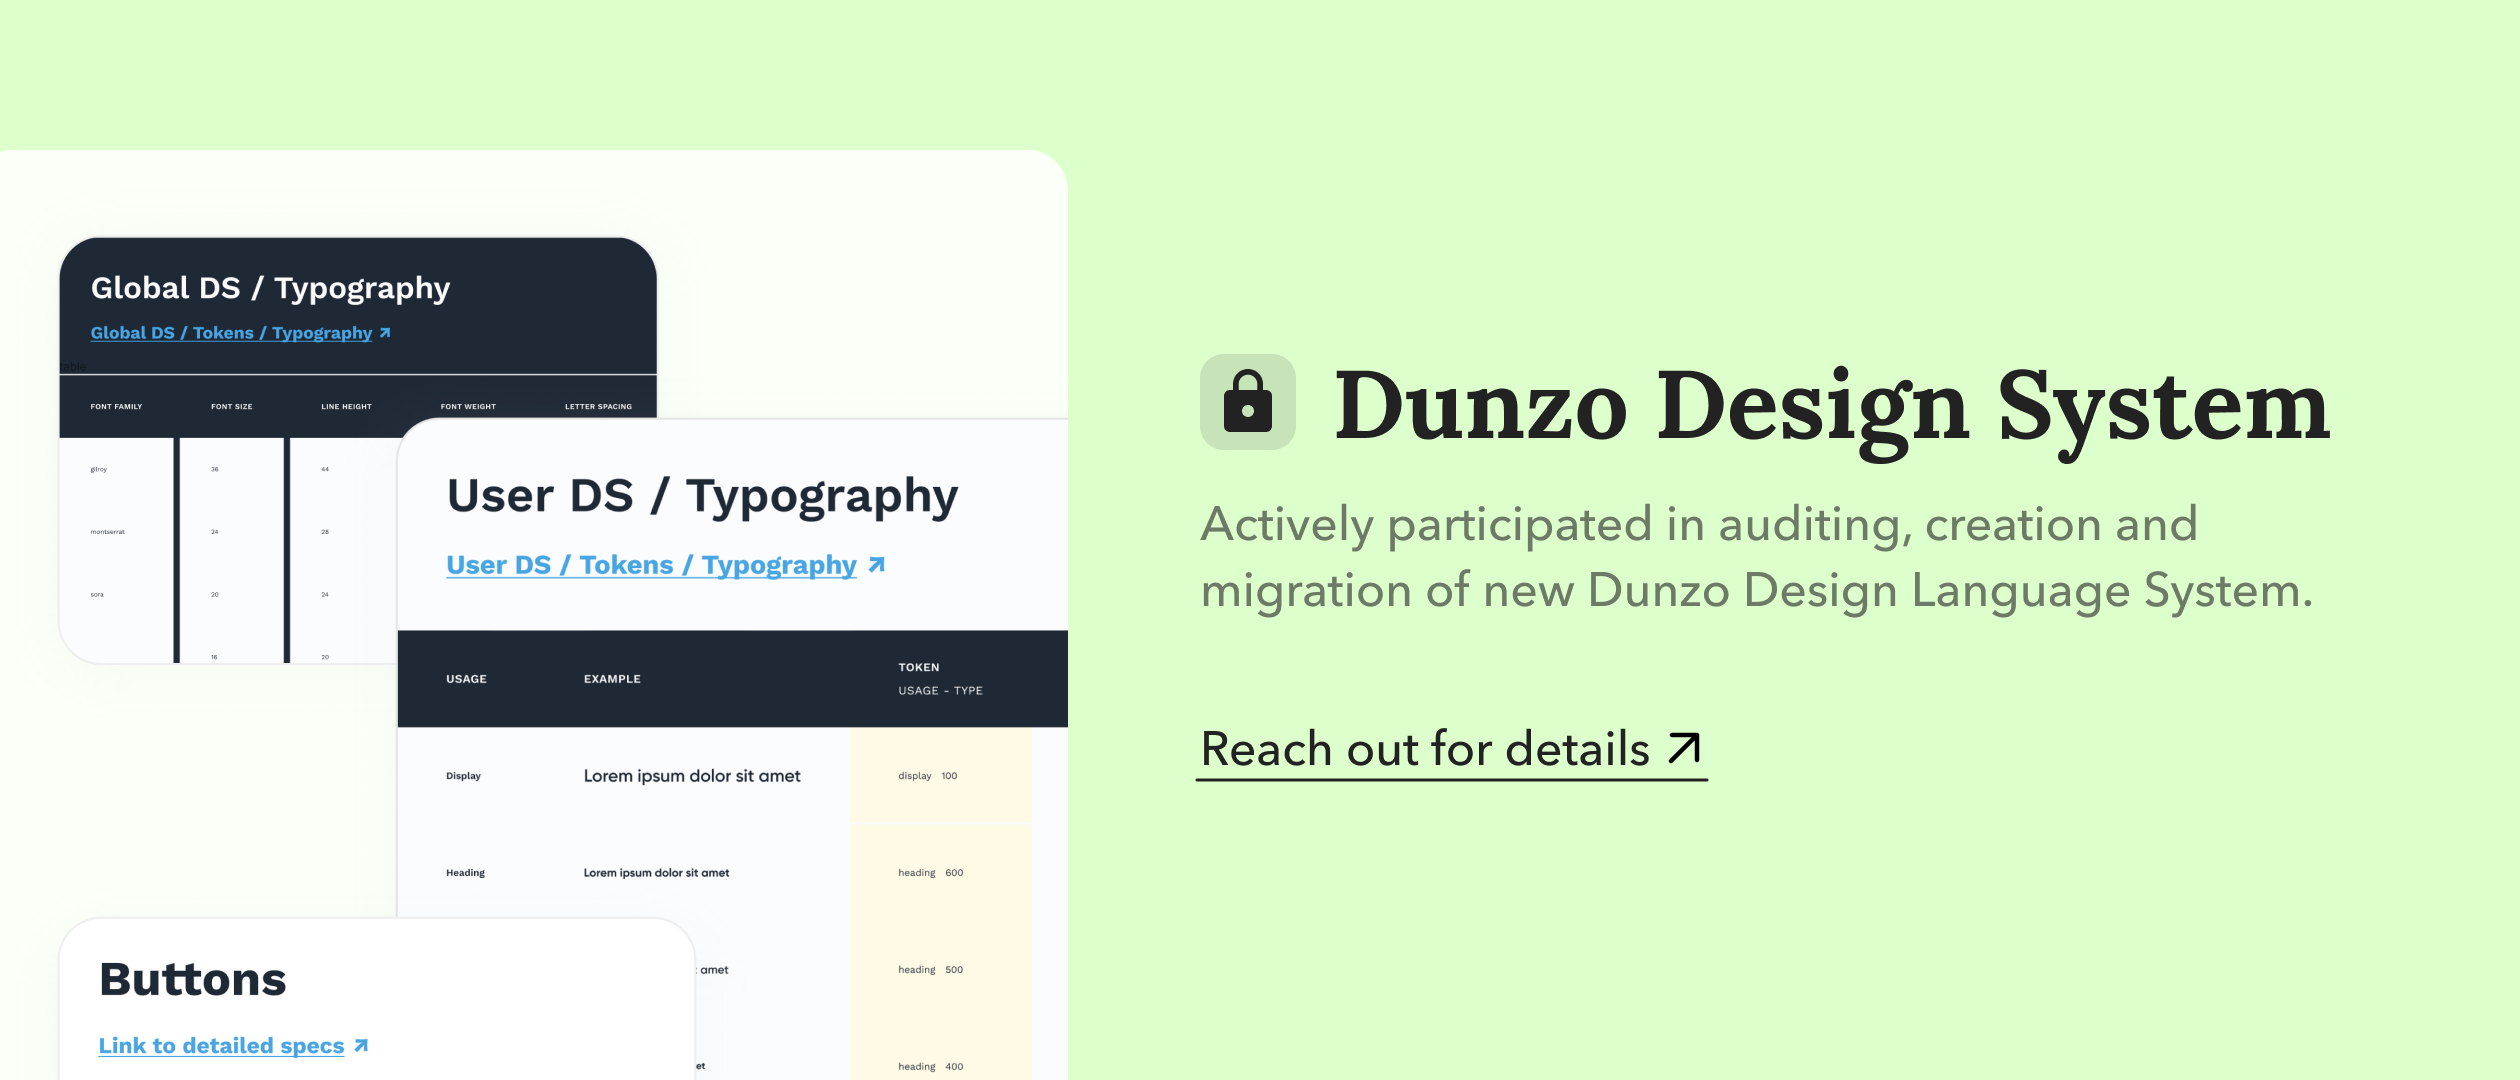 Global DS / Typography
Global DS / Tokens / Typography
FONT FAMILY FONT SIZE LINE HEIGHT FONT WEIGHT LETTER SPACING
gilroy 36 44
montserrat 24 28
sora 20 24
16 20
User DS / Typography
User DS / Tokens / Typography
USAGE EXAMPLE TOKEN
USAGE - TYPE
Display Lorem ipsum dolor sit amet display 100
Heading Lorem ipsum dolor sit amet heading 600
amet heading 500
et heading 400
Buttons
Link to detailed specs
Dunzo Design System
Actively participated in auditing, creation and
migration of new Dunzo Design Language System.
Reach out for details